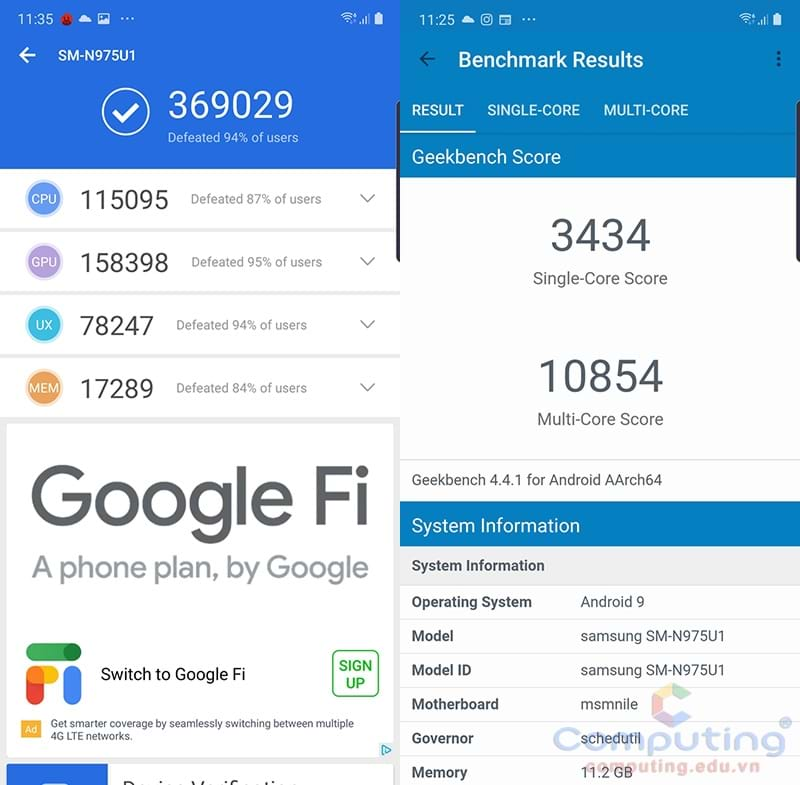 11:35
SM-N975U1
369029
Defeated 94% of users
CPU 115095 Defeated 87% of users
GPU 158398 Defeated 95% of users
UX 78247 Defeated 94% of users
MEM 17289 Defeated 84% of users
Google Fi
A phone plan, by Google
Switch to Google Fi
SIGN
UP
Ad
Get smarter coverage by seamlessly switching between multiple
4G LTE networks.
11:25
Benchmark Results
RESULT SINGLE-CORE MULTI-CORE
Geekbench Score
3434
Single-Core Score
10854
Multi-Core Score
Geekbench 4.4.1 for Android AArch64
System Information
System Information
Operating System Android 9
Model samsung SM-N975U1
Model ID samsung SM-N975U1
Motherboard msmnile
Governor schedutil
Memory 11.2 GB
Computing®
computing.edu.vn